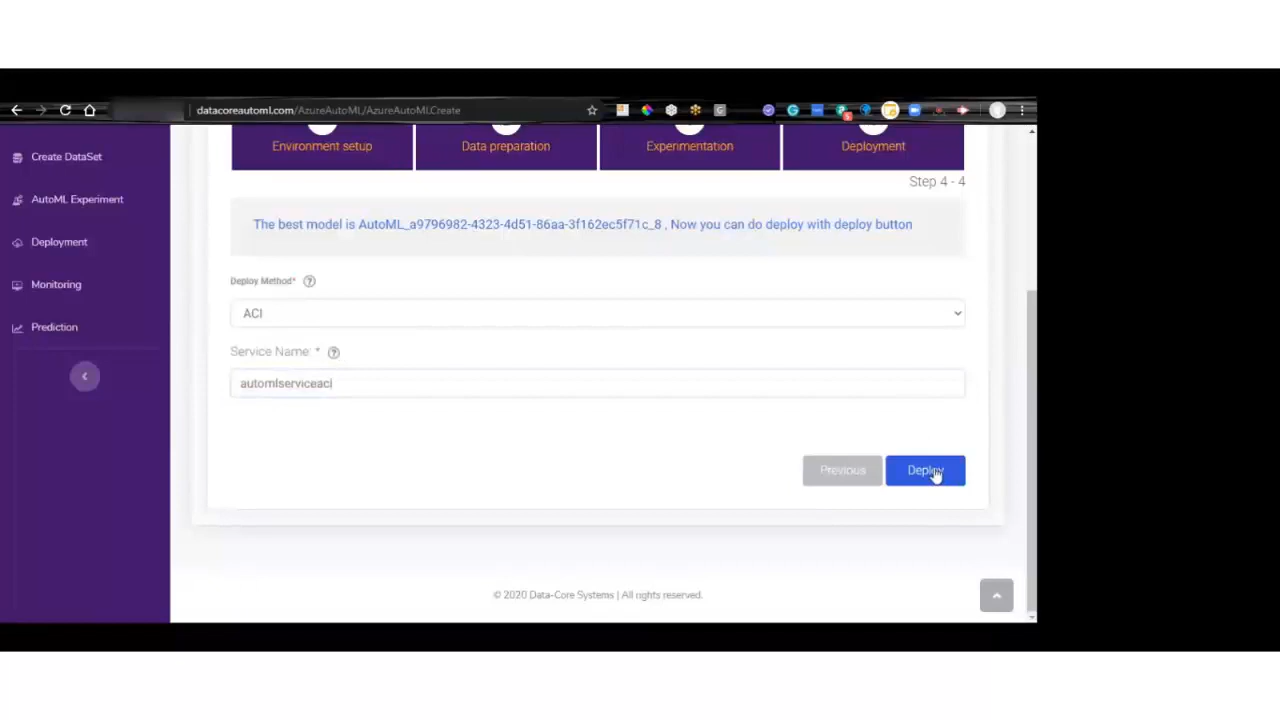 datacoreautoml.com/AzureAutoML/AzureAutoMl.Create
Create DataSet
AutoML Experiment
Deployment
Monitoring
Prediction
Environment setup
Data preparation
Experimentation
Deployment
Step 4 - 4
The best model is AutoML_a9796982-4323-4d51-86aa-3f162ec5f71c_8 , Now you can do deploy with deploy button
Deploy Method*
ACI
Service Name: *
automlserviceaci
Previous
Deploy
© 2020 Data-Core Systems | All rights reserved.